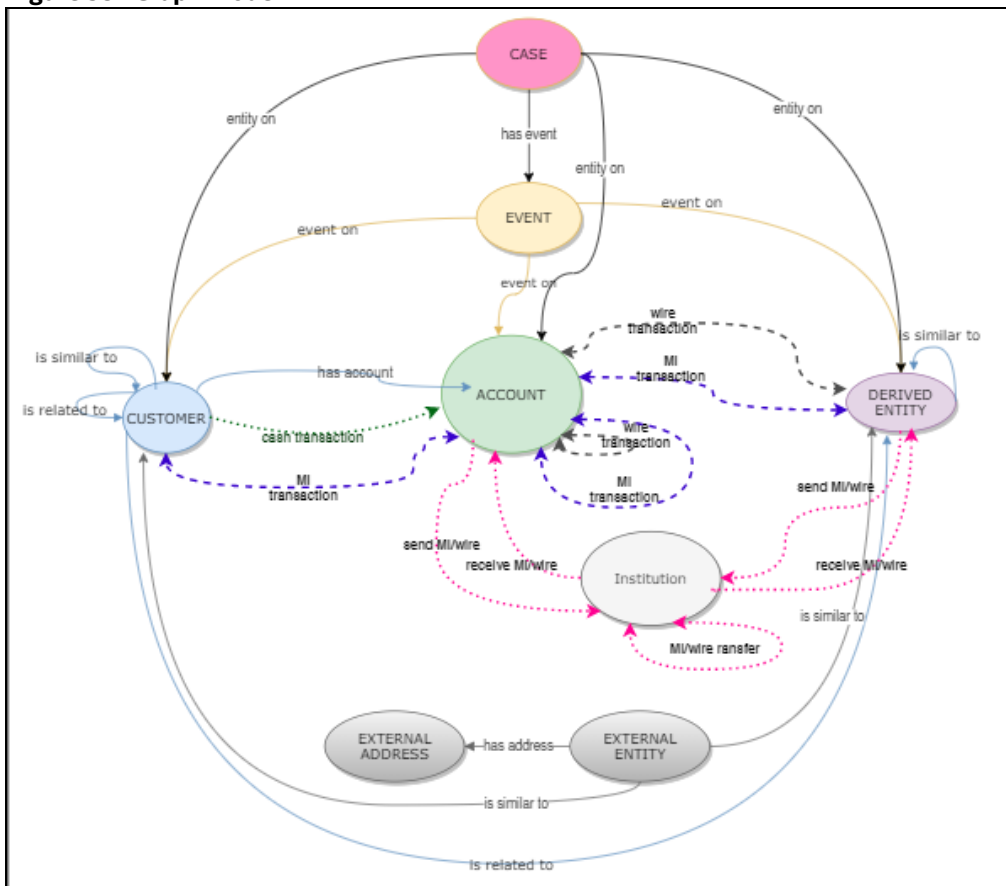 CASE
entity on
has event
entity on
entity on
EVENT
event on
event on
event on
wire
transaction
is similar to
MI
transaction
is similar to
has account
ACCOUNT
DERIVED
ENTITY
is related to
CUSTOMER
cash transaction
wire
transaction
MI
transaction
MI
transaction
send MI/wire
send MI/wire
receive MI/wire
receive MI/wire
Institution
is similar to
MI/wire ransfer
EXTERNAL
ADDRESS
has address
EXTERNAL
ENTITY
is similar to
is related to